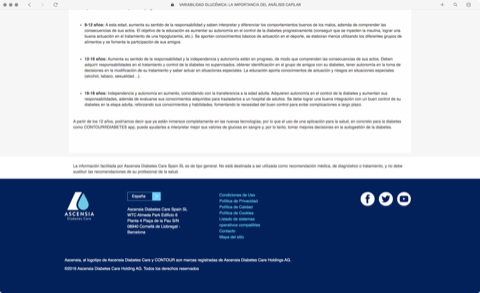 VARIABILIDAD GLUCÉMICA: LA IMPORTANCIA DEL ANÁLISIS CAPILAR
• 8-12 años: A esta edad, aumenta su sentido de la responsabilidad y saben interpretar y diferenciar los comportamientos buenos de los malos, además de comprender las
consecuencias de sus actos. El objetivo de la educación es aumentar su autonomía en el control de la diabetes progresivamente (conseguir que se inyecten la insulina, lograr una
buena actuación en el tratamiento de una hipoglucemia, etc.). Se aportan conocimientos básicos de actuación en el deporte, se elaboran menús utilizando los diferentes grupos de
alimentos y se fomenta la participación de sus amigos.
• 12-16 años: Aumenta su sentido de la responsabilidad y la independencia y autonomía están en progreso, de modo que comprenden las consecuencias de sus actos. Deben
adquirir responsabilidades en el tratamiento y control de la diabetes no supervisados, obtener identificación en el grupo de amigos con su diabetes, tener autonomía en la toma de
decisiones en la modificación de su tratamiento y saber actuar en situaciones especiales. La educación aporta conocimientos de actuación y riesgos en situaciones especiales
(alcohol, tabaco, sexualidad...).
• 16-18 años: Independencia y autonomía en aumento, coincidiendo con la transferencia a la edad adulta. Adquieren autonomía en el control de la diabetes y aumentan sus
responsabilidades, además de evaluarse sus conocimientos adquiridos para trasladarlos a un hospital de adultos. Se debe lograr una buena integración con un buen control de su
diabetes en la etapa adulta, reforzando sus conocimientos y habilidades, fomentando la necesidad del buen control para evitar complicaciones a largo plazo.
A partir de los 12 años, podríamos decir que ya están inmersos completamente en las nuevas tecnologías, por lo que el uso de una aplicación para la salud, en concreto para la diabetes
como CONTOUR®DIABETES app, puede ayudarles a interpretar mejor sus valores de glucosa en sangre y, por lo tanto, tomar mejores decisiones en la autogestión de la diabetes.
La información facilitada por Ascensia Diabetes Care Spain SL es de tipo general. No está destinada a ser utilizada como recomendación médica, de diagnóstico o tratamiento, y no debe
sustituir las recomendaciones de su profesional de la salud.
ASCENSIA
Diabetes Care
España
Ascensia Diabetes Care Spain SL
WTC Almeda Park Edificio 6
Planta 4 Plaça de la Pau S/N
08940 Cornellà de Llobregat -
Barcelona
Condiciones de Uso
Política de Privacidad
Política de Calidad
Política de Cookies
Listado de sistemas
operativos compatibles
Contacto
Mapa del sitio
Ascensia, el logotipo de Ascensia Diabetes Care y CONTOUR son marcas registradas de Ascensia Diabetes Care Holdings AG.
©2019 Ascensia Diabetes Care Holding AG. Todos los derechos reservados